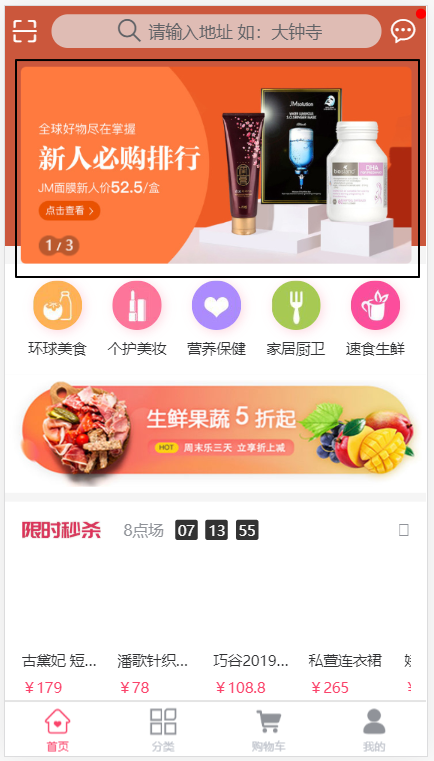 请输入地址 如：大钟寺
全球好物尽在掌握
新人必购排行
JM面膜新人价52.5/盒
点击查看 >
1 / 3
JMsolution
DHA
环球美食 个护美妆 营养保健 家居厨卫 速食生鲜
生鲜果蔬 5 折起
HOT 周末乐三天 立享折上减
限时秒杀 8点场 07 13 55
古黛妃 短... 潘歌针织... 巧谷2019... 私萱连衣裙
￥179 ￥78 ￥108.8 ￥265
首页 分类 购物车 我的